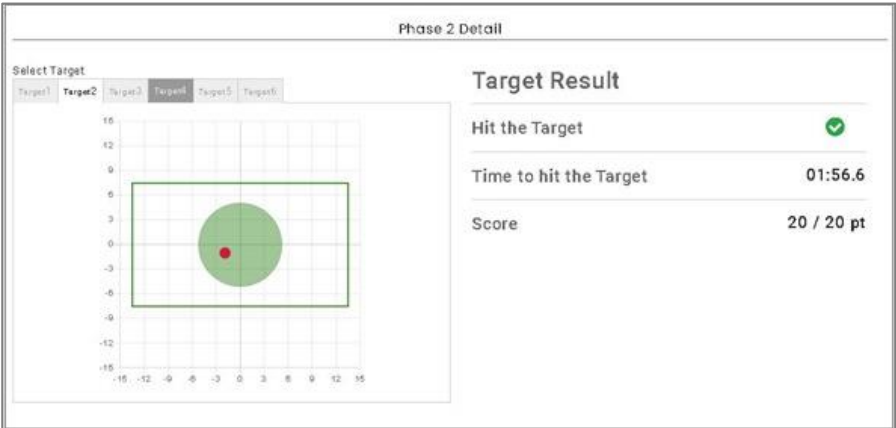 Phase 2 Detail
Select Target
Target1 Target2 Target3 Target4 Target5 Target6
15
12
9
6
3
0
-3
-6
-9
-12
-15
-15 -12 -9 -6 -3 0 3 6 9 12 15
Target Result
Hit the Target
Time to hit the Target 01:56.6
Score 20 / 20 pt